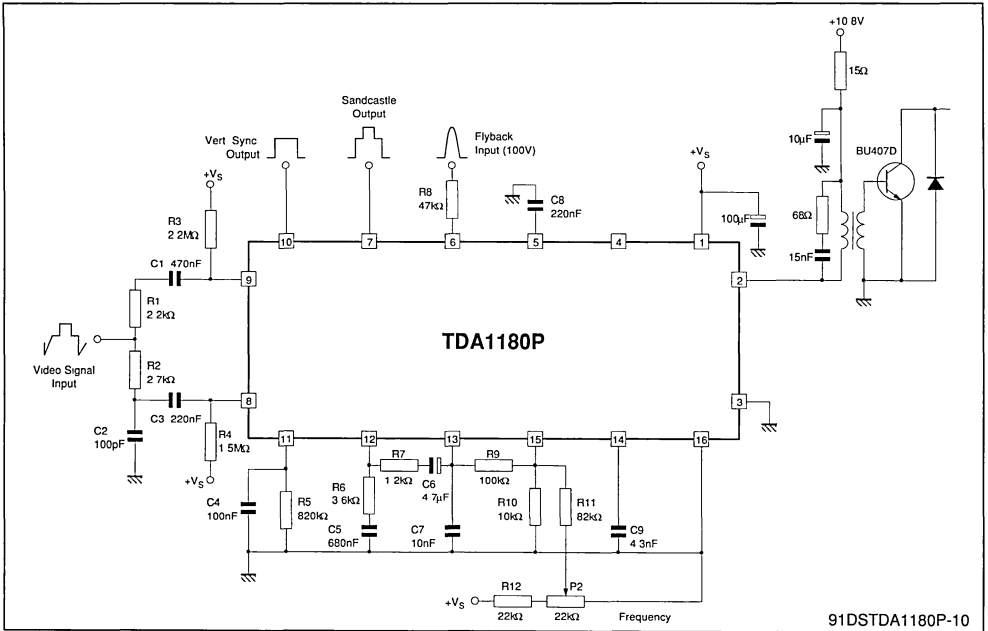 +10 8V
15Ω
Sandcastle
Output
Vert Sync
Output
Flyback
Input (100V)
10µF
BU407D
+VS
+VS
R8
47kΩ
C8
220nF
R3
2 2MΩ
100µF
68Ω
10
7
6
5
4
1
C1 470nF
15nF
9
2
R1
2 2kΩ
TDA1180P
Video Signal
Input
R2
2 7kΩ
8
3
C3 220nF
C2
100pF
R4
1 5MΩ
11
12
13
15
14
16
+VS
R7
1 2kΩ
C6
4 7µF
R9
100kΩ
C4
100nF
R5
820kΩ
R6
3 6kΩ
C5
680nF
C7
10nF
R10
10kΩ
R11
82kΩ
C9
4 3nF
+VS
R12
22kΩ
P2
22kΩ
Frequency
91DSTDA1180P-10